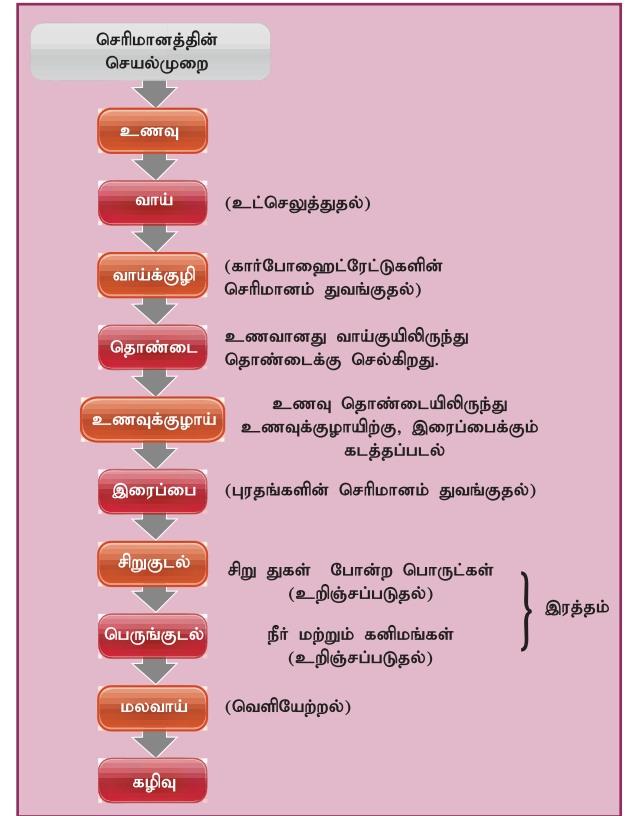 செரிமானத்தின்
செயல்முறை
உணவு
வாய்
(உட்செலுத்துதல்)
வாய்க்குழி
(கார்போஹைட்ரேட்டுகளின்
செரிமானம் துவங்குதல்)
தொண்டை
உணவானது வாய்குயிலிருந்து
தொண்டைக்கு செல்கிறது.
உணவுக்குழாய்
உணவு தொண்டையிலிருந்து
உணவுக்குழாயிற்கு, இரைப்பைக்கும்
கடத்தப்படல்
இரைப்பை
(புரதங்களின் செரிமானம் துவங்குதல்)
சிறுகுடல்
சிறு துகள் போன்ற பொருட்கள்
(உறிஞ்சப்படுதல்)
இரத்தம்
பெருங்குடல்
நீர் மற்றும் கனிமங்கள்
(உறிஞ்சப்படுதல்)
மலவாய்
(வெளியேற்றல்)
கழிவு